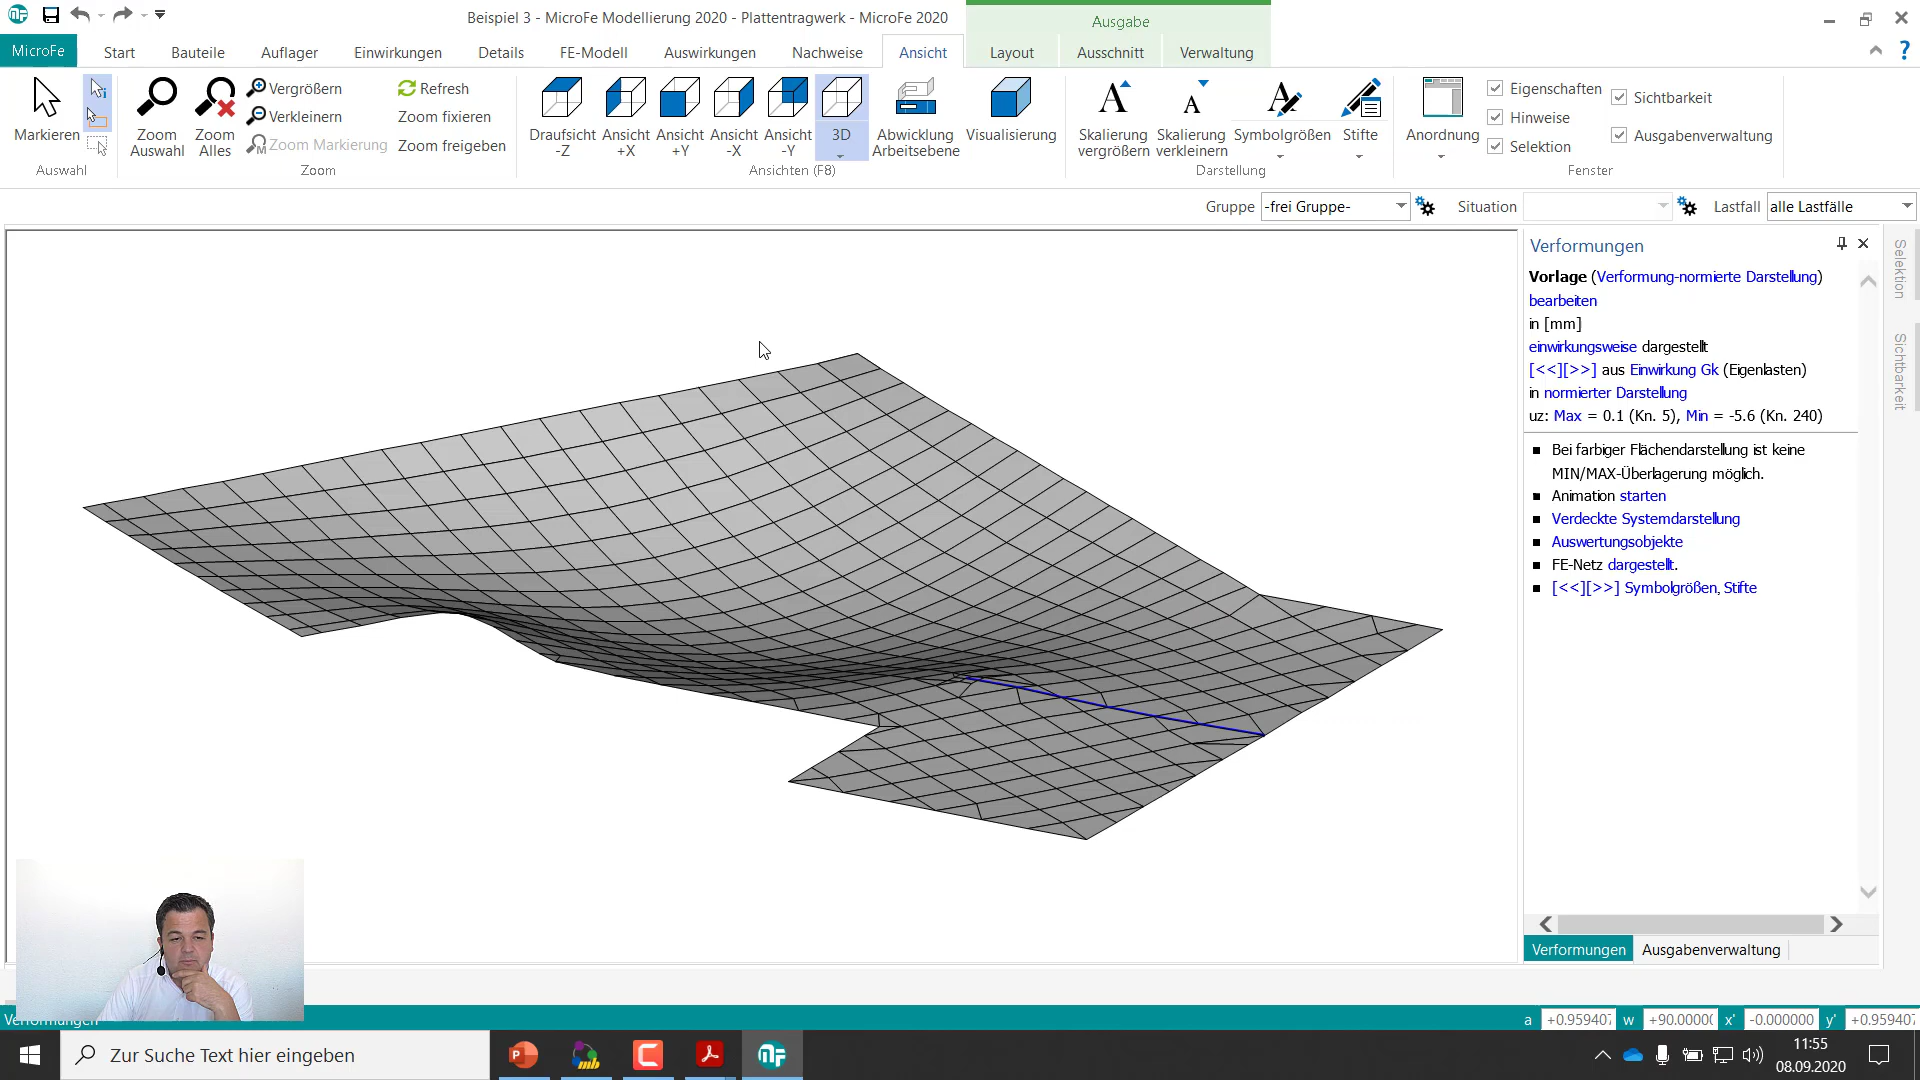 Beispiel 3 - MicroFe Modellierung 2020 - Plattentragwerk - MicroFe 2020
Ausgabe
MicroFe
Start
Bauteile
Auflager
Einwirkungen
Details
FE-Modell
Auswirkungen
Nachweise
Ansicht
Layout
Ausschnitt
Verwaltung
Markieren
Auswahl
Zoom Auswahl
Zoom Alles
Vergrößern
Verkleinern
Zoom Markierung
Refresh
Zoom fixieren
Zoom freigeben
Zoom
Draufsicht -Z
Ansicht +X
Ansicht +Y
Ansicht -X
Ansicht -Y
3D
Abwicklung Arbeitsebene
Visualisierung
Ansichten (F8)
Skalierung vergrößern
Skalierung verkleinern
Symbolgrößen
Stifte
Darstellung
Anordnung
Eigenschaften
Hinweise
Selektion
Sichtbarkeit
Ausgabenverwaltung
Fenster
Gruppe -frei Gruppe- Situation Lastfall alle Lastfälle
Verformungen
Vorlage (Verformung-normierte Darstellung)
bearbeiten
in [mm]
einwirkungsweise dargestellt
[<<][>>] aus Einwirkung Gk (Eigenlasten)
in normierter Darstellung
uz: Max = 0.1 (Kn. 5), Min = -5.6 (Kn. 240)
Bei farbiger Flächendarstellung ist keine
MIN/MAX-Überlagerung möglich.
Animation starten
Verdeckte Systemdarstellung
Auswertungsobjekte
FE-Netz dargestellt.
[<<][>>] Symbolgrößen, Stifte
Selektion
Sichtbarkeit
Verformungen Ausgabenverwaltung
Verformungen
a +0.959407 w +90.00000 x' -0.000000 y' +0.959407
Zur Suche Text hier eingeben
11:55
08.09.2020